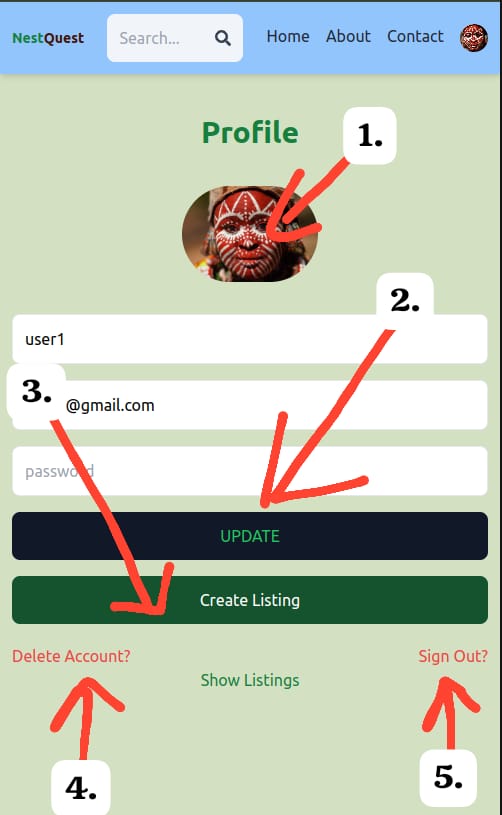 NestQuest Search... Home About Contact
Profile
1.
2.
user1
3.
@gmail.com
password
UPDATE
Create Listing
Delete Account? Sign Out?
Show Listings
4.
5.